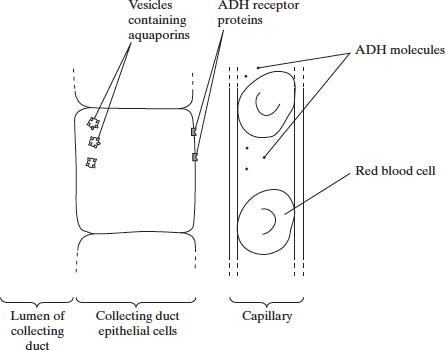 Vesicles
containing
aquaporins
ADH receptor
proteins
ADH molecules
Red blood cell
Lumen of
collecting
duct
Collecting duct
epithelial cells
Capillary